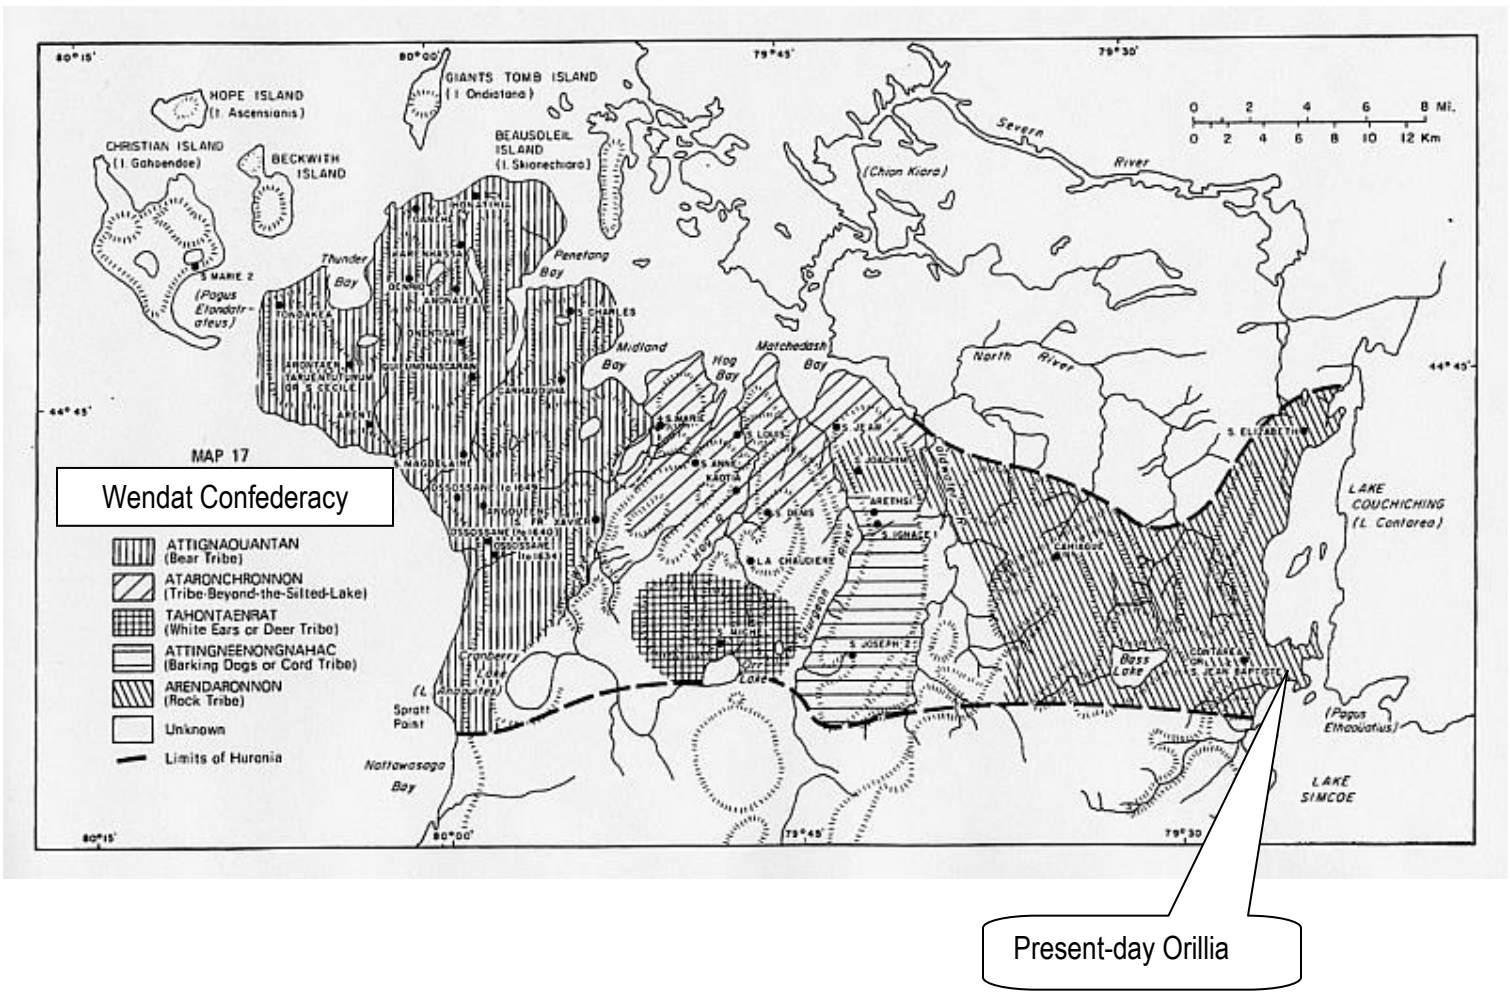 80°15'
80°00'
79°45'
79°30'
HOPE ISLAND
(I. Ascensionis)
GIANTS TOMB ISLAND
(I Ondiatana)
CHRISTIAN ISLAND
(I. Gahoendoe)
BECKWITH
ISLAND
BEAUSOLEIL
ISLAND
(I. Skionechiara)
0 2 4 6 8 Mi.
0 2 4 6 8 10 12 Km
Severn
River
(Chion Kiara)
S MARIE 2
(Pagus
Etondatr-
ateus)
Thunder
Bay
Penetang
Bay
KARENHASSA
ANONATEA
TONDAKEA
S CHARLES
ONENTISATI
Midland
Bay
Hog
Bay
Matchedash
Bay
North River
44°45'
44°45'
QUIEUNONASCARAN
OR S CECILE
CARHAGOUHA
ARENT
S. MARIE
S LOUIS
S. JEAN
S. ELIZABETH
S. MAGDELAINE
S ANNE
KAOTIA
S JOACHIM
Coldwater R
MAP 17
Wendat Confederacy
LAKE
COUCHICHING
(L Contarea)
OSSOSSANE (to 1649)
ANGOUTENC
S. FR. XAVIER
OSSOSSANE (to 1640)
OSSOSSANE
(to 1634)
S. DENIS
ARETHSI
S. IGNACE 1
CAHIAGUE
Hog R
LA CHAUDIERE
Sturgeon River
ATTIGNAOUANTAN
(Bear Tribe)
ATARONCHRONNON
(Tribe-Beyond-the-Silted-Lake)
TAHONTAENRAT
(White Ears or Deer Tribe)
ATTINGNEENONGNAHAC
(Barking Dogs or Cord Tribe)
ARENDARONNON
(Rock Tribe)
Unknown
Limits of Huronia
S. MICHEL
S JOSEPH 2
Cranberry
Lake
(L. Anaouites)
Orr
Lake
Bass
Lake
CONTAREA
OR
S. JEAN BAPTISTE
Spratt
Point
(Pagus
Ethaouatius)
Nottawasaga
Bay
LAKE
SIMCOE
80°15'
80°00'
79°45'
79°30
Present-day Orillia